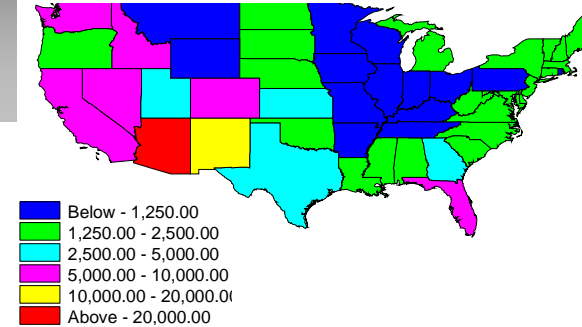 Below - 1,250.00
1,250.00 - 2,500.00
2,500.00 - 5,000.00
5,000.00 - 10,000.00
10,000.00 - 20,000.0(
Above - 20,000.00